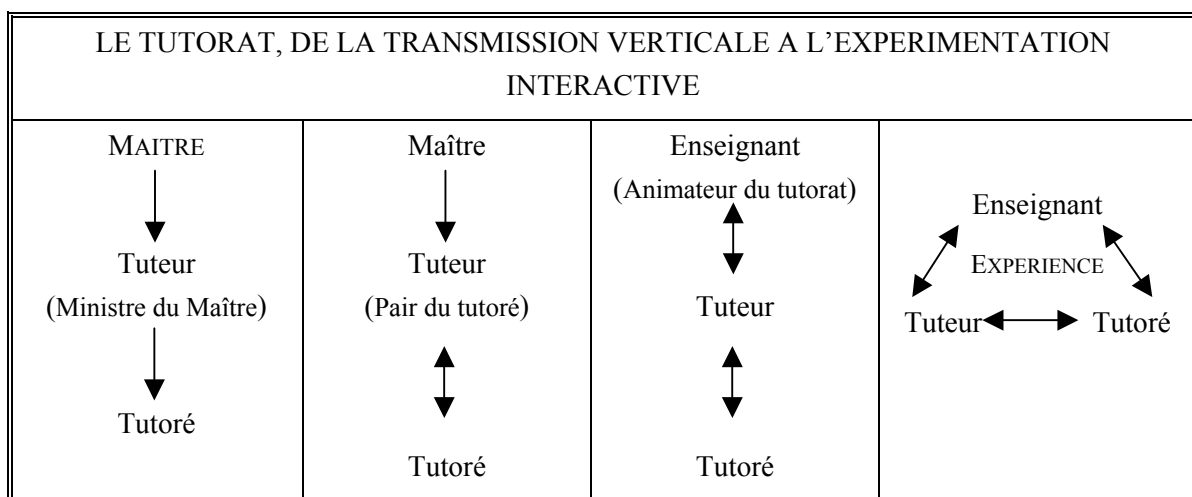 LE TUTORAT, DE LA TRANSMISSION VERTICALE A L’EXPERIMENTATION
INTERACTIVE
MAITRE
Tuteur
(Ministre du Maître)
Tutoré
Maître
Tuteur
(Pair du tutoré)
Tutoré
Enseignant
(Animateur du tutorat)
Tuteur
Tutoré
Enseignant
EXPERIENCE
Tuteur Tutoré